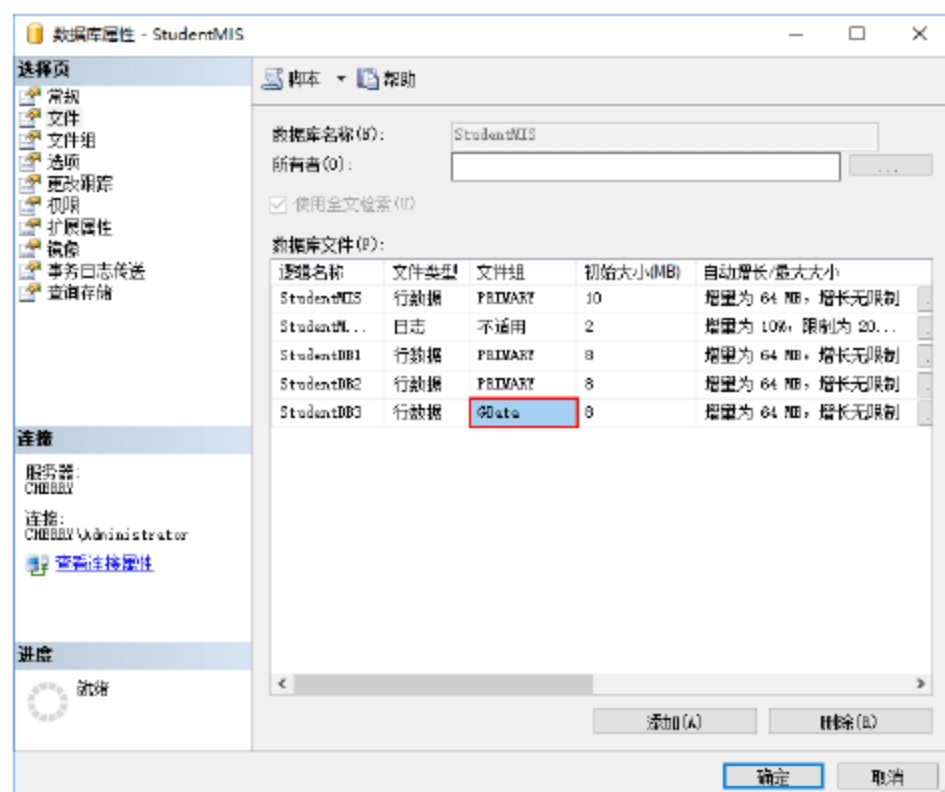 数据库属性 - StudentMIS
选择页
常规
文件
文件组
选项
更改跟踪
权限
扩展属性
镜像
事务日志传送
查询存储
脚本 帮助
数据库名称(N): StudentMIS
所有者(O): ...
使用全文检索(U)
数据库文件(F):
逻辑名称 文件类型 文件组 初始大小(MB) 自动增长/最大大小
StudentMIS 行数据 PRIMARY 10 增量为 64 MB，增长无限制
StudentM... 日志 不适用 2 增量为 10%，限制为 20...
StudentDB1 行数据 PRIMARY 8 增量为 64 MB，增长无限制
StudentDB2 行数据 PRIMARY 8 增量为 64 MB，增长无限制
StudentDB3 行数据 GData 8 增量为 64 MB，增长无限制
连接
服务器:
CHERRY
连接:
CHERRY\Administrator
查看连接属性
进度
就绪
添加(A) 删除(R)
确定 取消